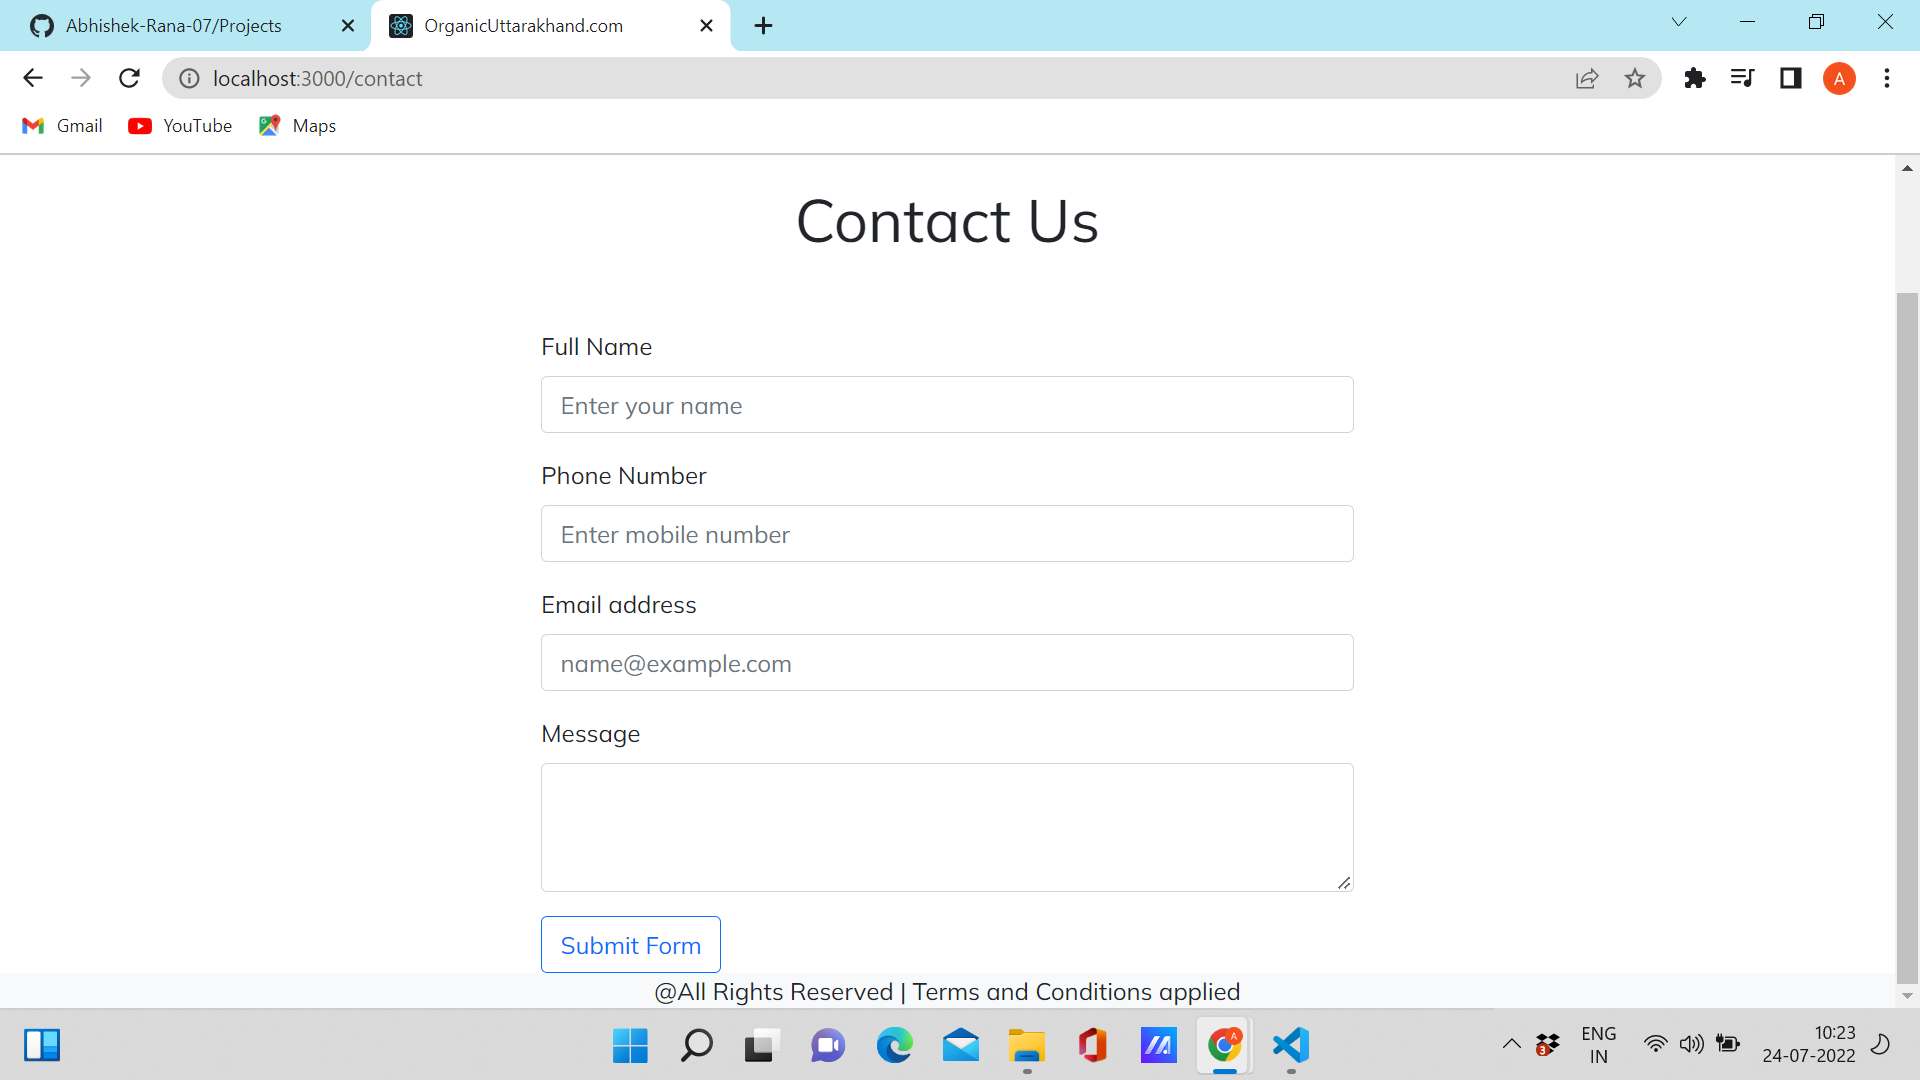 Abhishek-Rana-07/Projects
OrganicUttarakhand.com
localhost:3000/contact
A
Gmail
YouTube
Maps
Contact Us
Full Name
Enter your name
Phone Number
Enter mobile number
Email address
name@example.com
Message
Submit Form
@All Rights Reserved | Terms and Conditions applied
A
3
ENG
IN
10:23
24-07-2022